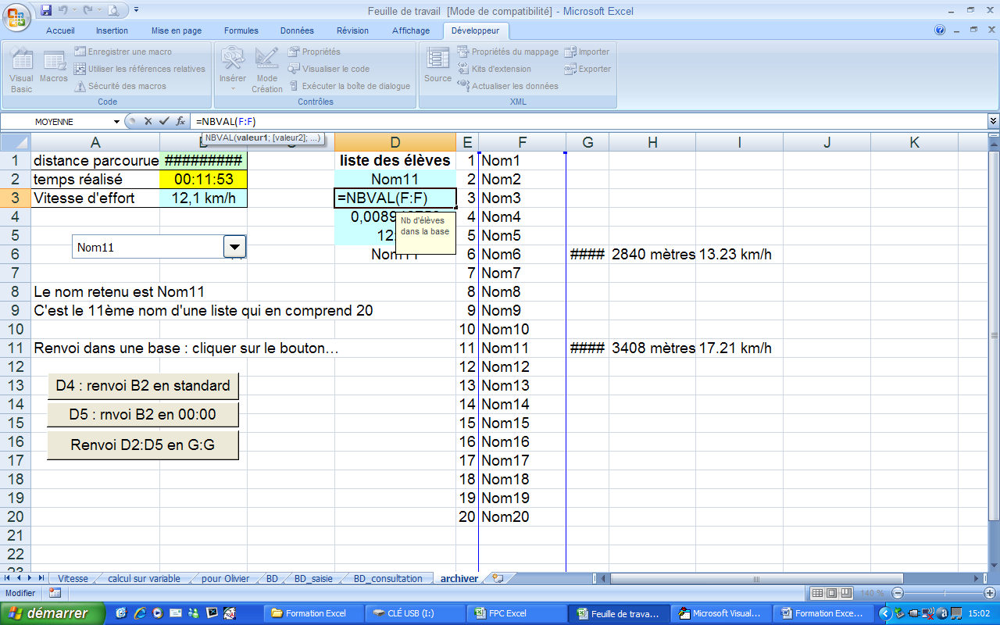 Feuille de travail [Mode de compatibilité] - Microsoft Excel
Accueil Insertion Mise en page Formules Données Révision Affichage Développeur
Visual Basic
Macros
Enregistrer une macro
Utiliser les références relatives
Sécurité des macros
Code
Insérer
Mode Création
Propriétés
Visualiser le code
Exécuter la boîte de dialogue
Contrôles
Source
Propriétés du mappage
Kits d'extension
Actualiser les données
Importer
Exporter
XML
MOYENNE =NBVAL(F:F)
NBVAL(valeur1; [valeur2]; ...)
A D E F G H I J K
1 distance parcourue ######### liste des élèves 1 Nom1
2 temps réalisé 00:11:53 Nom11 2 Nom2
3 Vitesse d'effort 12,1 km/h =NBVAL(F:F) 3 Nom3
4 4 Nom4
Nb d'élèves
dans la base
5 5 Nom5
Nom11
6 Nom11 6 Nom6 #### 2840 mètres 13.23 km/h
7 7 Nom7
8 Le nom retenu est Nom11 8 Nom8
9 C'est le 11ème nom d'une liste qui en comprend 20 9 Nom9
10 10 Nom10
11 Renvoi dans une base : cliquer sur le bouton... 11 Nom11 #### 3408 mètres 17.21 km/h
12 12 Nom12
13 D4 : renvoi B2 en standard 13 Nom13
14 14 Nom14
D5 : rnvoi B2 en 00:00
15 15 Nom15
16 Renvoi D2:D5 en G:G 16 Nom16
17 17 Nom17
18 18 Nom18
19 19 Nom19
20 20 Nom20
21
22
Vitesse calcul sur variable pour Olivier BD BD_saisie BD_consultation archiver
Modifier 140 %
démarrer Formation Excel CLÉ USB (I:) FPC Excel Feuille de trava... Microsoft Visual... Formation Exce... 15:02